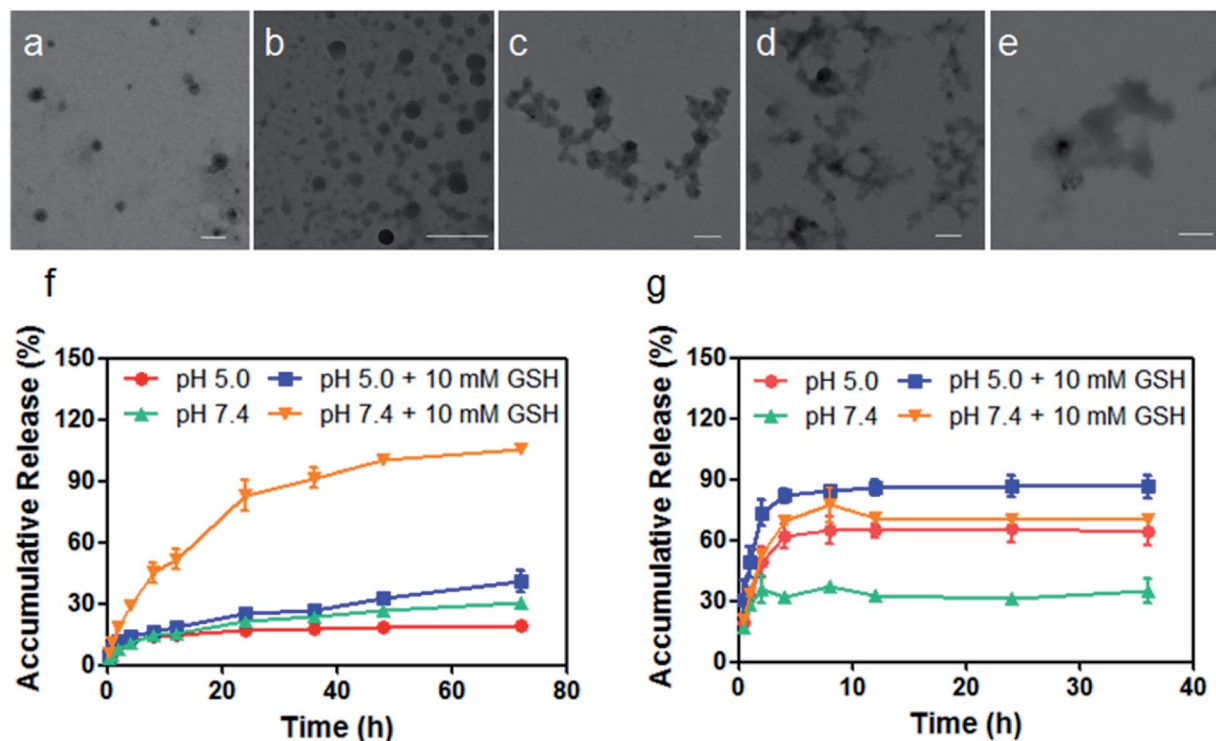 a b c d e
f g
150
120
90
60
30
0
Accumulative Release (%)
pH 5.0 pH 5.0 + 10 mM GSH
pH 7.4 pH 7.4 + 10 mM GSH
0 20 40 60 80
Time (h)
150
120
90
60
30
0
Accumulative Release (%)
pH 5.0 pH 5.0 + 10 mM GSH
pH 7.4 pH 7.4 + 10 mM GSH
0 10 20 30 40
Time (h)